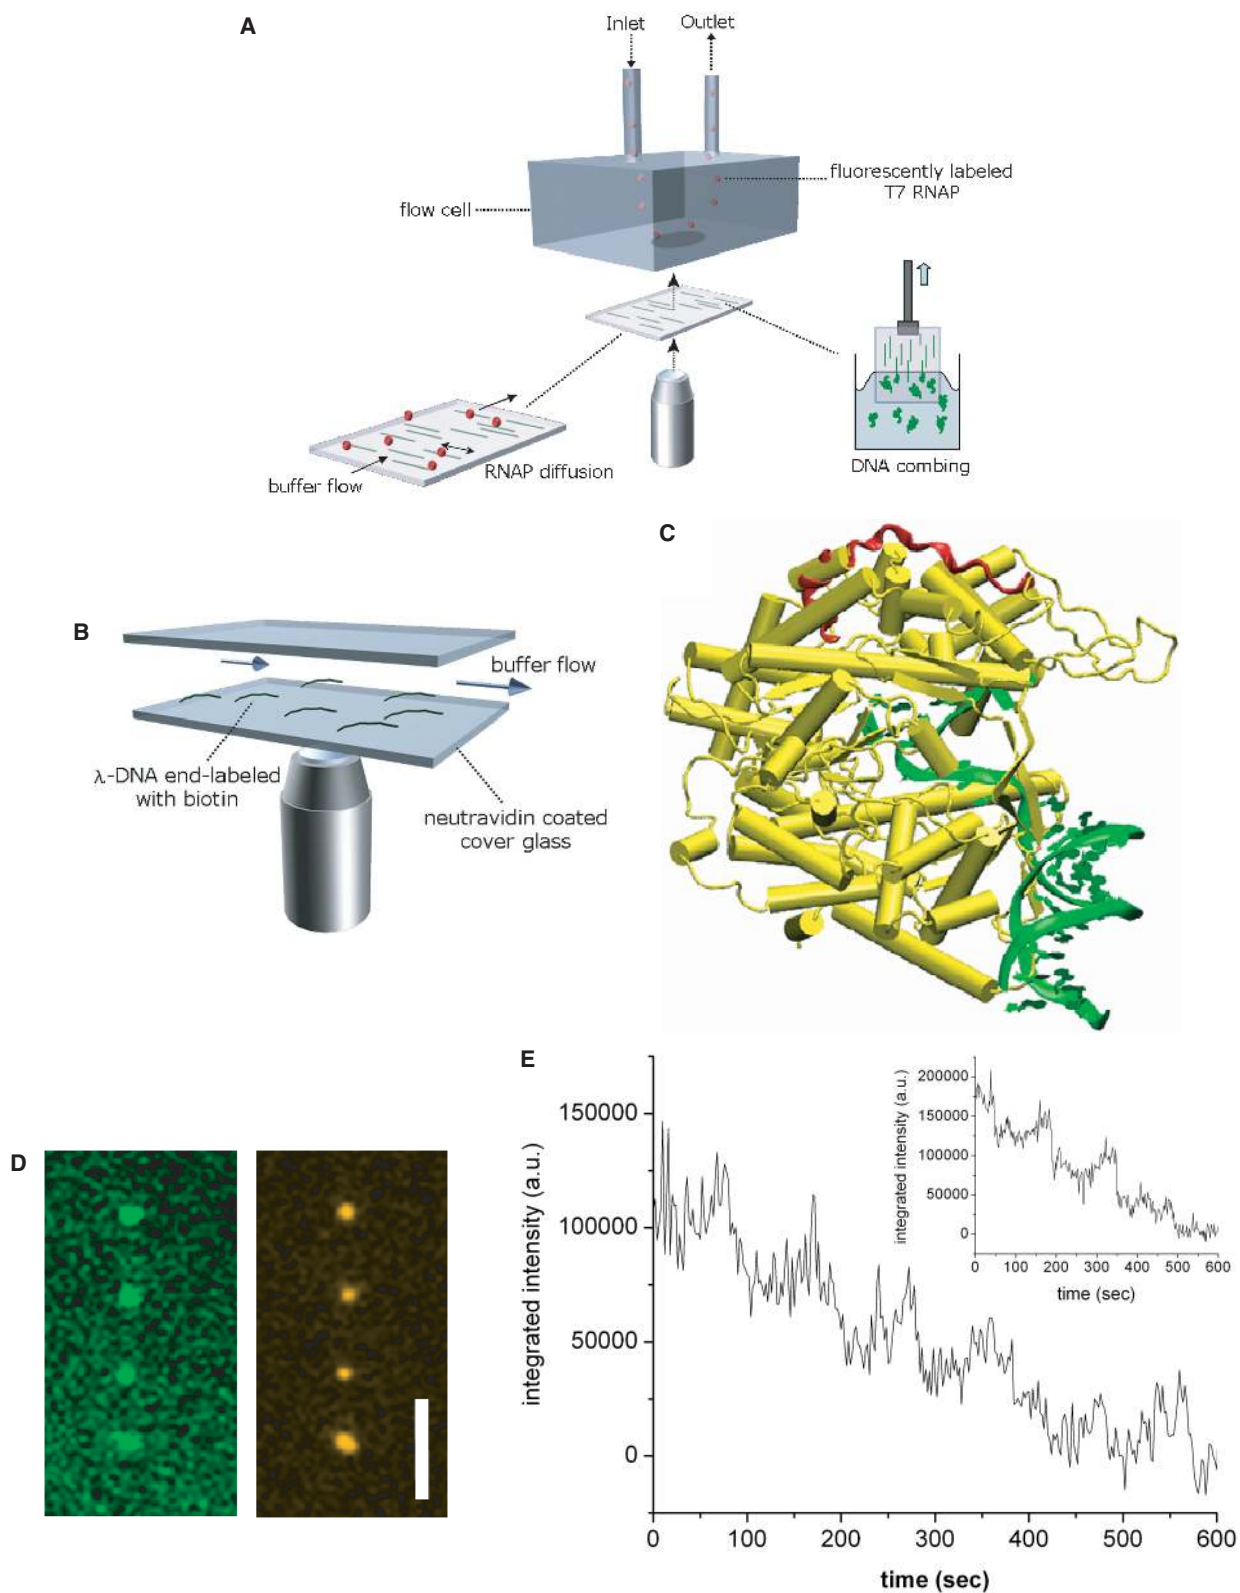 A
Inlet
Outlet
fluorescently labeled
T7 RNAP
flow cell
DNA combing
RNAP diffusion
buffer flow
B
buffer flow
λ-DNA end-labeled
with biotin
neutravidin coated
cover glass
C
D
E
integrated intensity (a.u.)
150000
100000
50000
0
0
100
200
300
400
500
600
time (sec)
integrated intensity (a.u.)
200000
150000
100000
50000
0
0
100
200
300
400
500
600
time (sec)